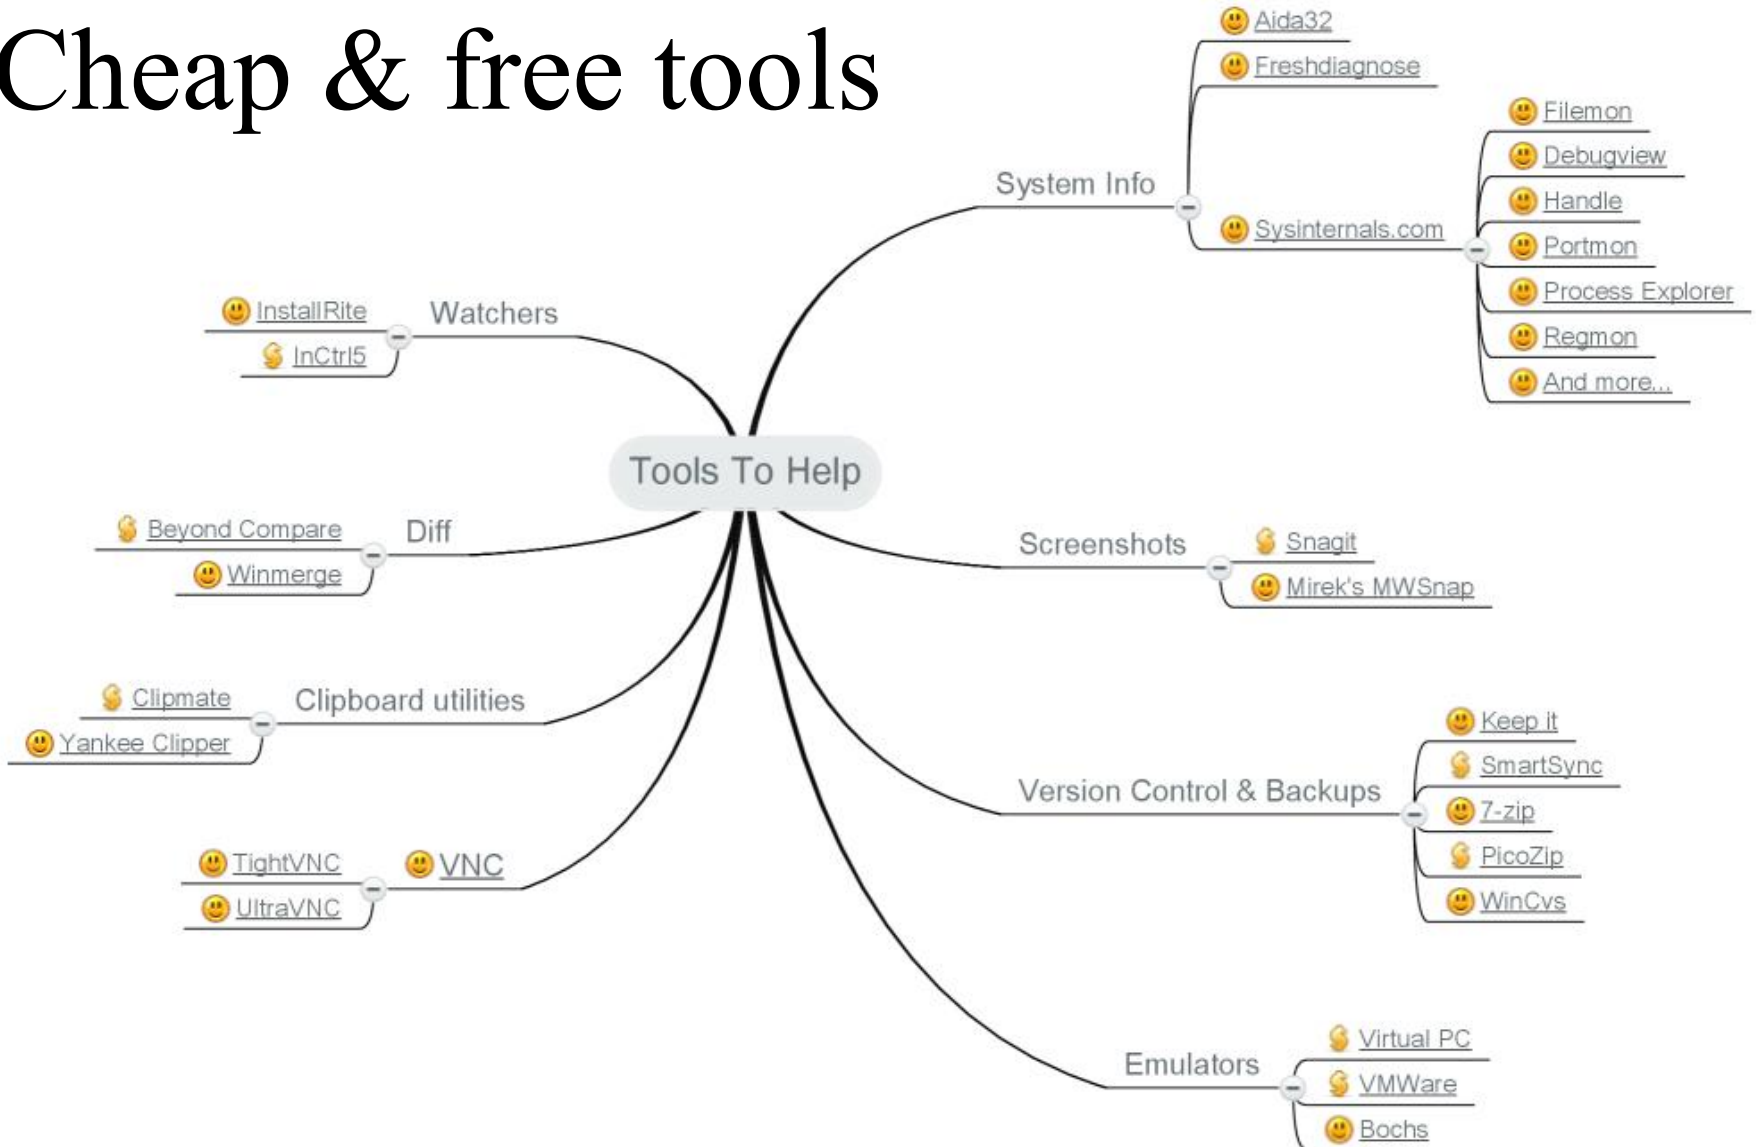 Cheap & free tools
Tools To Help
System Info
Aida32
Freshdiagnose
Sysinternals.com
Filemon
Debugview
Handle
Portmon
Process Explorer
Regmon
And more...
Screenshots
Snagit
Mirek's MWSnap
Version Control & Backups
Keep it
SmartSync
7-zip
PicoZip
WinCvs
Emulators
Virtual PC
VMWare
Bochs
Watchers
InstallRite
InCtrl5
Diff
Beyond Compare
Winmerge
Clipboard utilities
Clipmate
Yankee Clipper
VNC
TightVNC
UltraVNC